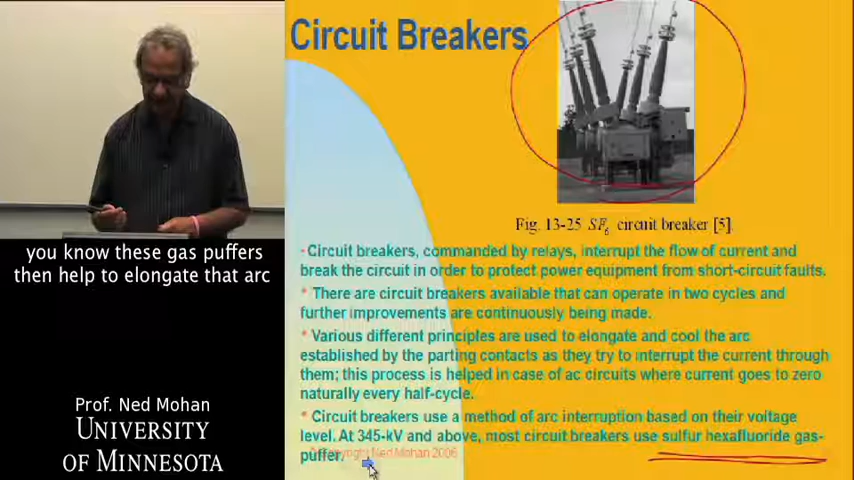 Circuit Breakers
Fig. 13-25 SF6 circuit breaker [5].
- Circuit breakers, commanded by relays, interrupt the flow of current and
break the circuit in order to protect power equipment from short-circuit faults.
* There are circuit breakers available that can operate in two cycles and
further improvements are continuously being made.
* Various different principles are used to elongate and cool the arc
established by the parting contacts as they try to interrupt the current through
them; this process is helped in case of ac circuits where current goes to zero
naturally every half-cycle.
* Circuit breakers use a method of arc interruption based on their voltage
level. At 345-kV and above, most circuit breakers use sulfur hexafluoride gas-
puffer.
Copyright Ned Mohan 2006
you know these gas puffers
then help to elongate that arc
Prof. Ned Mohan
UNIVERSITY
OF MINNESOTA